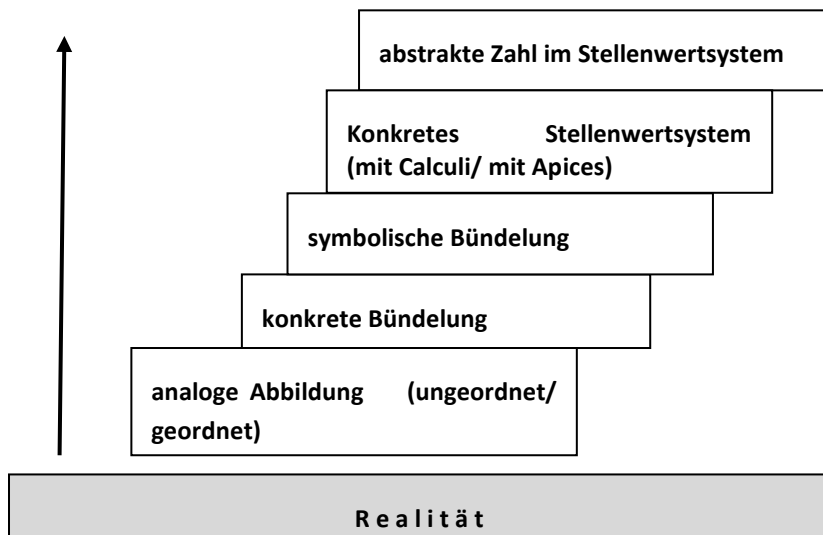 abstrakte Zahl im Stellenwertsystem
Konkretes Stellenwertsystem
(mit Calculi/ mit Apices)
symbolische Bündelung
konkrete Bündelung
analoge Abbildung (ungeordnet/
geordnet)
R e a l i t ä t